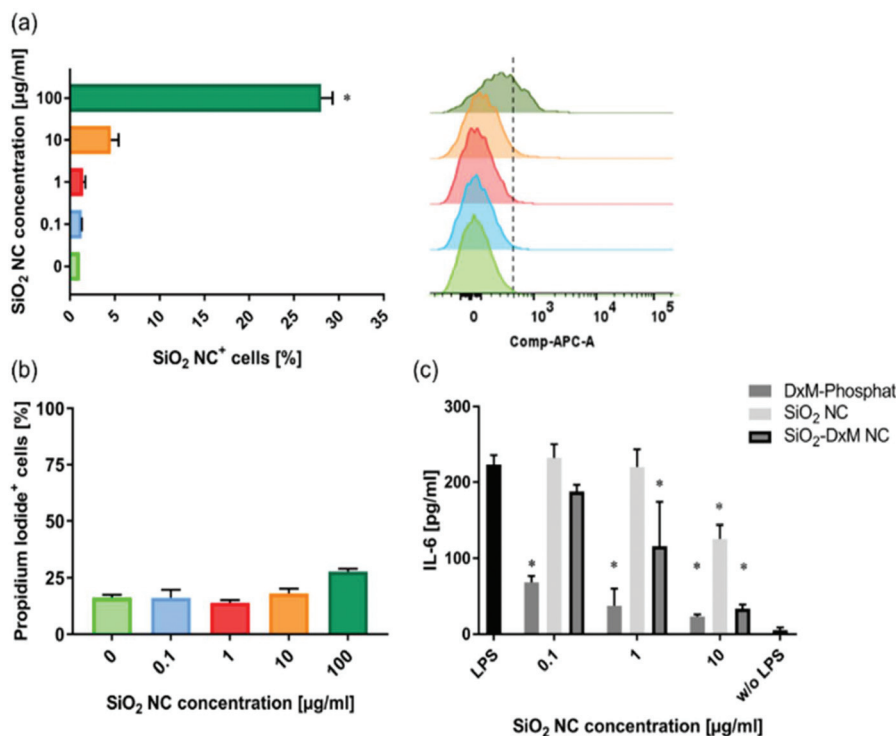 (a)
SiO₂ NC concentration [µg/ml]
100
10
1
0.1
0
*
0 5 10 15 20 25 30 35
SiO₂ NC⁺ cells [%]
0 10³ 10⁴ 10⁵
Comp-APC-A
(b)
Propidium Iodide⁺ cells [%]
100
75
50
25
0
0 0.1 1 10 100
SiO₂ NC concentration [µg/ml]
(c)
DxM-Phosphat
SiO₂ NC
SiO₂-DxM NC
IL-6 [pg/ml]
300
200
100
0
* * * * * *
LPS 0.1 1 10 w/o LPS
SiO₂ NC concentration [µg/ml]